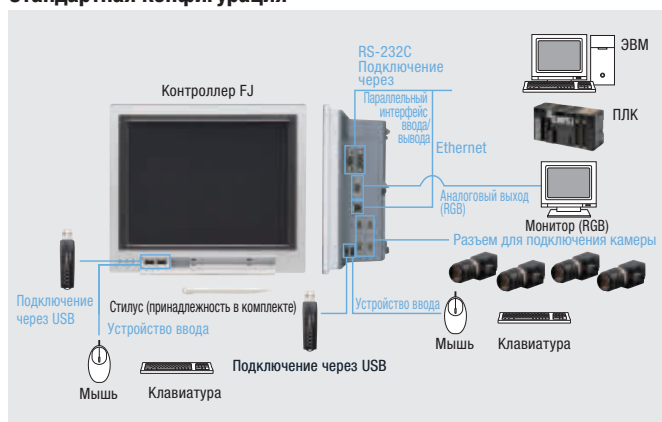 Стандартная конфигурация
RS-232C
Подключение
через
ЭВМ
Контроллер FJ
Параллельный
интерфейс
ввода/
вывода
ПЛК
Ethernet
Аналоговый выход
(RGB)
Монитор (RGB)
Разъем для подключения камеры
Подключение
через USB
Стилус (принадлежность в комплекте)
Устройство ввода
Устройство ввода
Мышь
Клавиатура
Подключение через USB
Мышь
Клавиатура